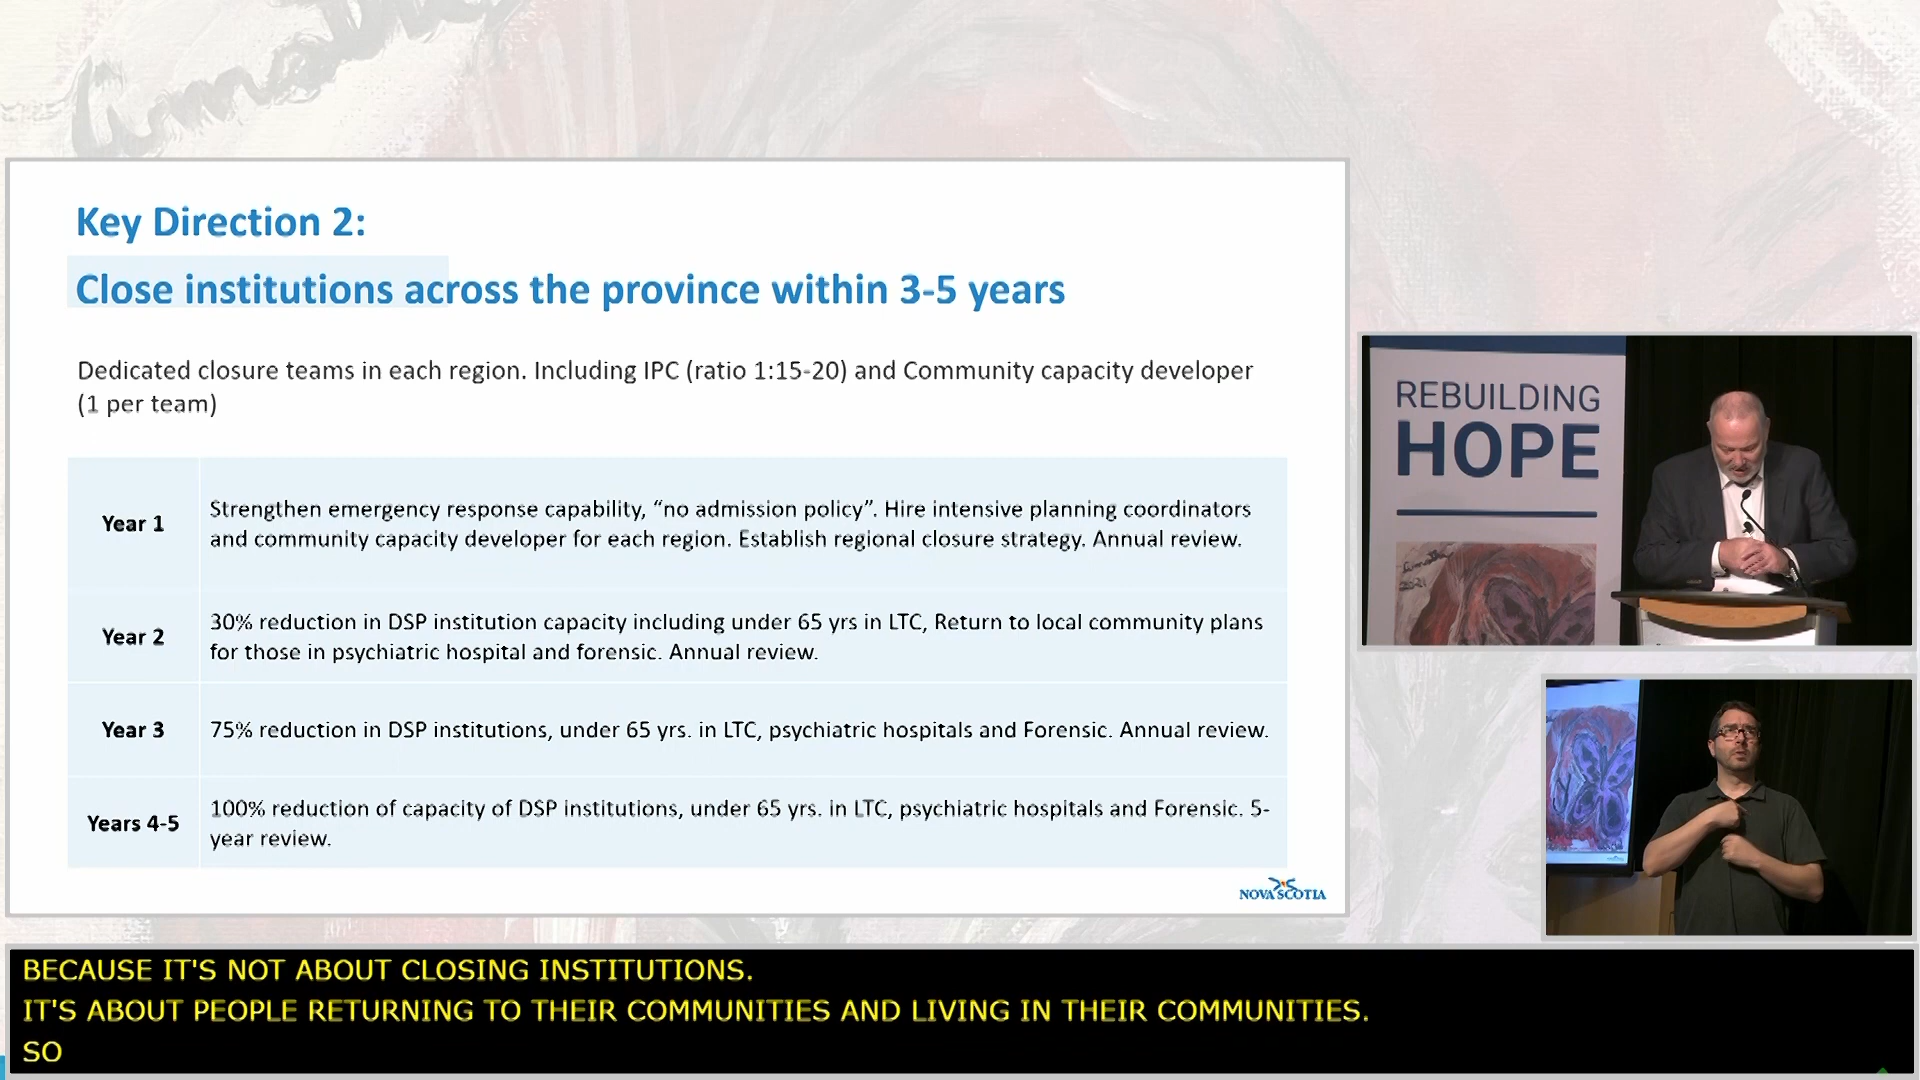 Key Direction 2:
Close institutions across the province within 3-5 years
Dedicated closure teams in each region. Including IPC (ratio 1:15-20) and Community capacity developer
(1 per team)
Year 1
Strengthen emergency response capability, “no admission policy”. Hire intensive planning coordinators
and community capacity developer for each region. Establish regional closure strategy. Annual review.
Year 2
30% reduction in DSP institution capacity including under 65 yrs in LTC, Return to local community plans
for those in psychiatric hospital and forensic. Annual review.
Year 3
75% reduction in DSP institutions, under 65 yrs. in LTC, psychiatric hospitals and Forensic. Annual review.
Years 4-5
100% reduction of capacity of DSP institutions, under 65 yrs. in LTC, psychiatric hospitals and Forensic. 5-
year review.
NOVA SCOTIA
REBUILDING
HOPE
BECAUSE IT'S NOT ABOUT CLOSING INSTITUTIONS.
IT'S ABOUT PEOPLE RETURNING TO THEIR COMMUNITIES AND LIVING IN THEIR COMMUNITIES.
SO